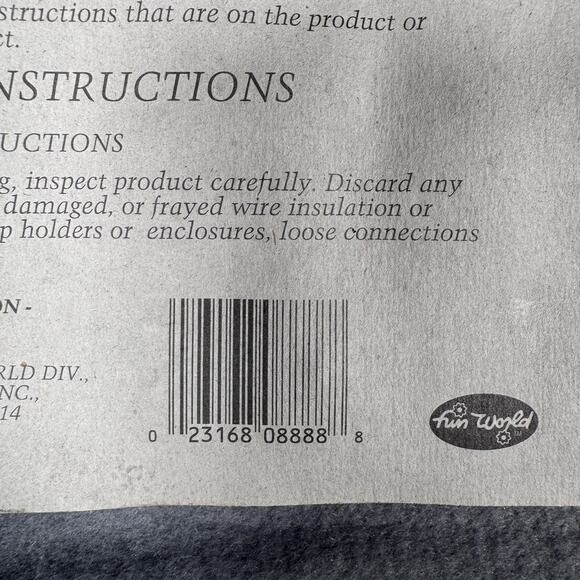 structions that are on the product or
ct.
NSTRUCTIONS
UCTIONS
g, inspect product carefully. Discard any
damaged, or frayed wire insulation or
p holders or enclosures, loose connections
ON -
RLD DIV.,
NC.,
14
0 23168 08888 8
fun World TM